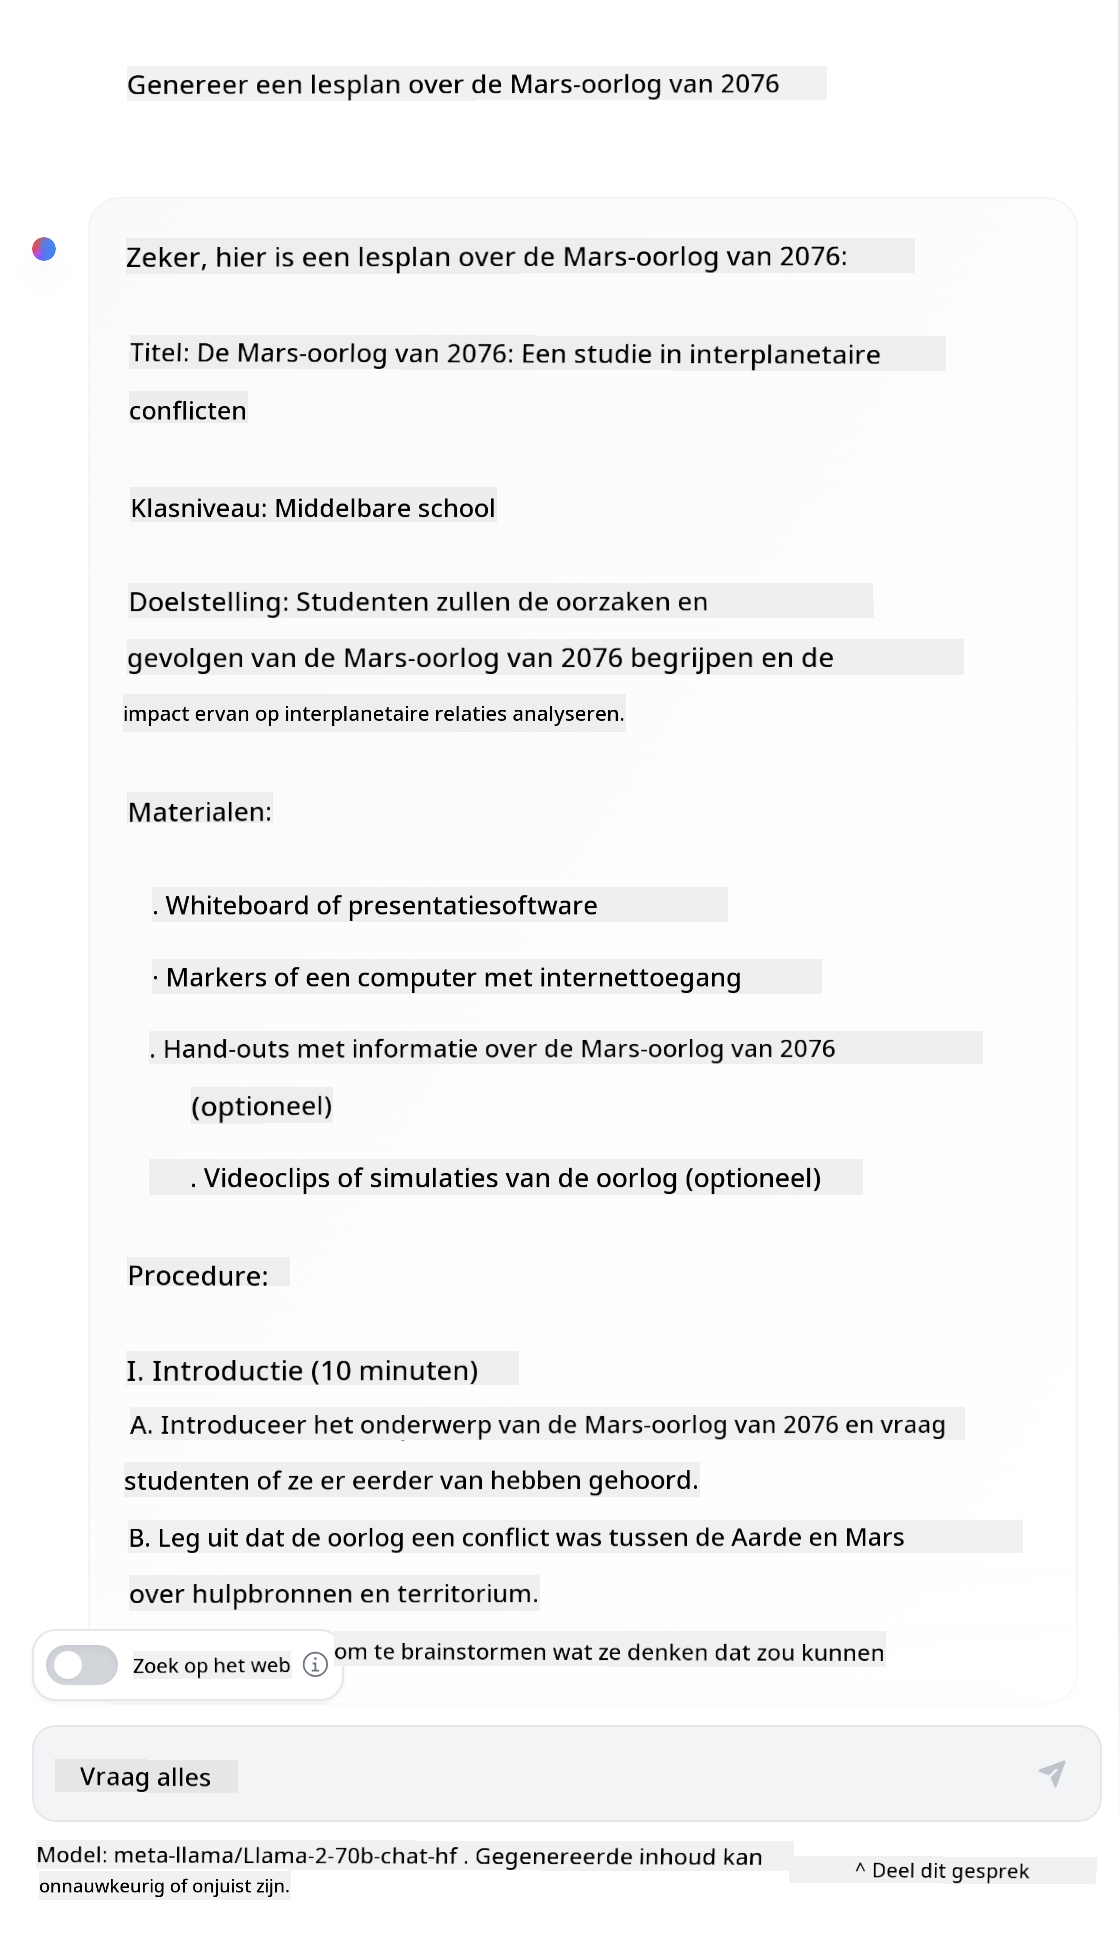 Genereer een lesplan over de Mars-oorlog van 2076
Zeker, hier is een lesplan over de Mars-oorlog van 2076:
Titel: De Mars-oorlog van 2076: Een studie in interplanetaire
conflicten
Klasniveau: Middelbare school
Doelstelling: Studenten zullen de oorzaken en
gevolgen van de Mars-oorlog van 2076 begrijpen en de
impact ervan op interplanetaire relaties analyseren.
Materialen:
. Whiteboard of presentatiesoftware
· Markers of een computer met internettoegang
. Hand-outs met informatie over de Mars-oorlog van 2076
(optioneel)
. Videoclips of simulaties van de oorlog (optioneel)
Procedure:
I. Introductie (10 minuten)
A. Introduceer het onderwerp van de Mars-oorlog van 2076 en vraag
studenten of ze er eerder van hebben gehoord.
B. Leg uit dat de oorlog een conflict was tussen de Aarde en Mars
over hulpbronnen en territorium.
om te brainstormen wat ze denken dat zou kunnen
Zoek op het web
Vraag alles
Model: meta-llama/Llama-2-70b-chat-hf . Gegenereerde inhoud kan
onnauwkeurig of onjuist zijn.
^ Deel dit gesprek